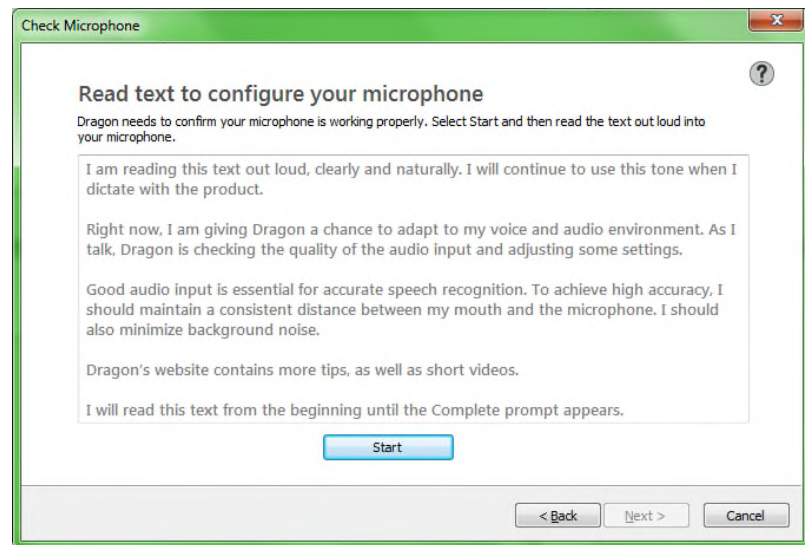 Check Microphone
?
Read text to configure your microphone
Dragon needs to confirm your microphone is working properly. Select Start and then read the text out loud into
your microphone.
I am reading this text out loud, clearly and naturally. I will continue to use this tone when I
dictate with the product.
Right now, I am giving Dragon a chance to adapt to my voice and audio environment. As I
talk, Dragon is checking the quality of the audio input and adjusting some settings.
Good audio input is essential for accurate speech recognition. To achieve high accuracy, I
should maintain a consistent distance between my mouth and the microphone. I should
also minimize background noise.
Dragon's website contains more tips, as well as short videos.
I will read this text from the beginning until the Complete prompt appears.
Start
< Back Next > Cancel